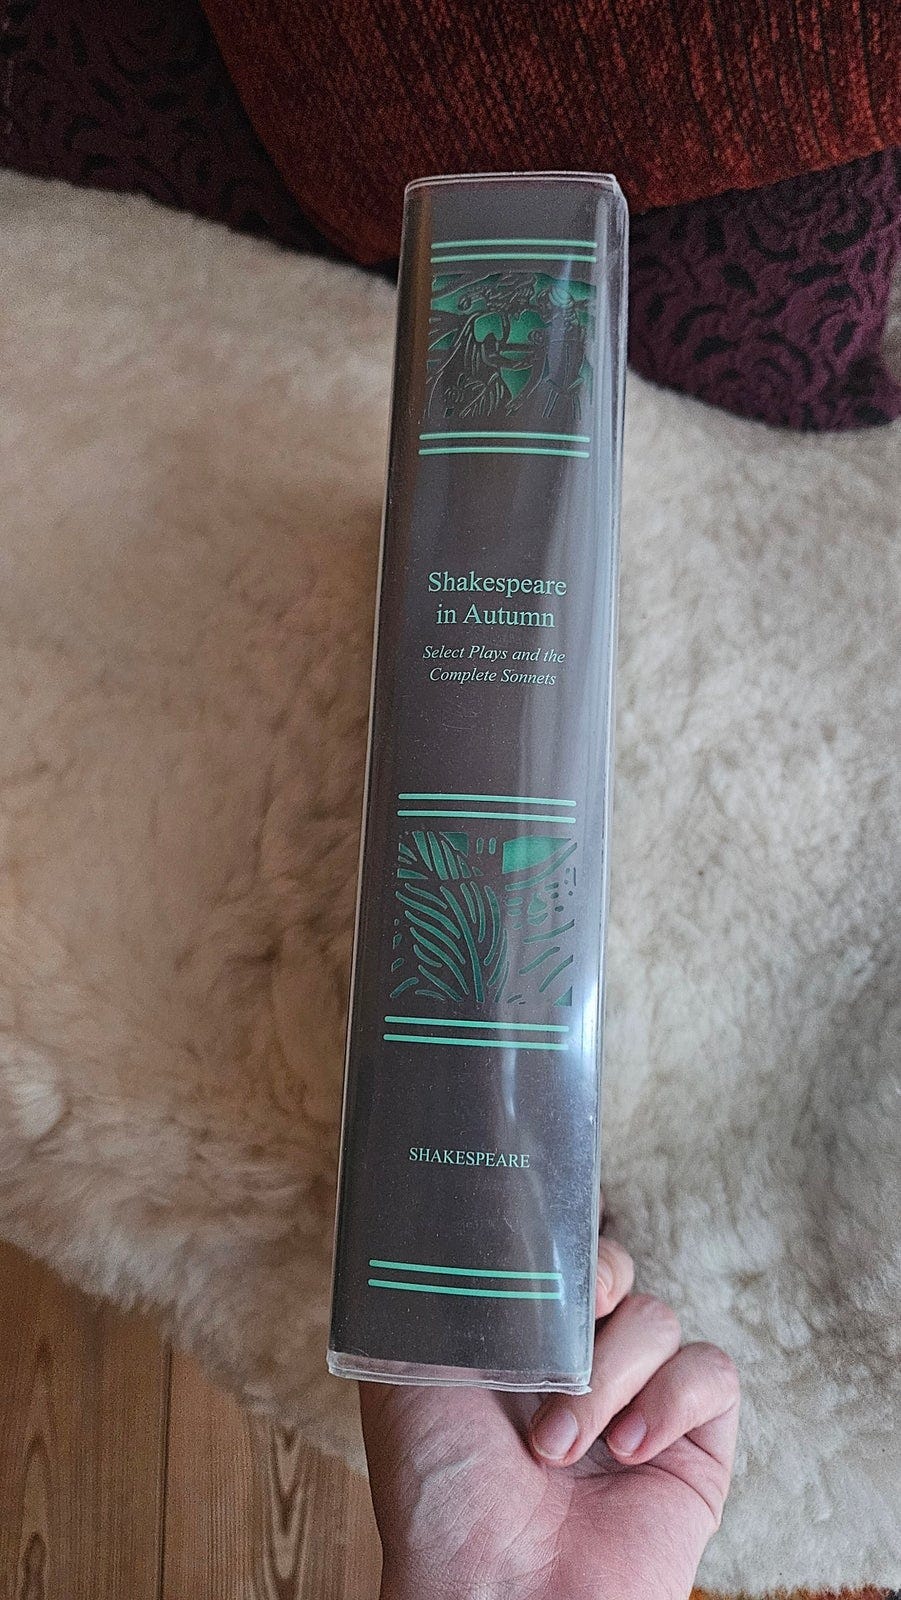 Shakespeare
in Autumn
Select Plays and the
Complete Sonnets
SHAKESPEARE